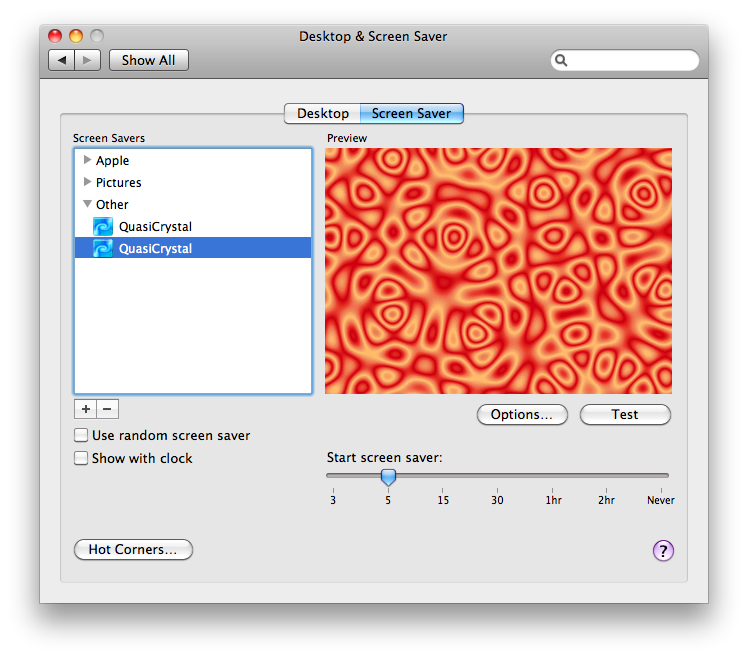 Desktop & Screen Saver
Show All
Desktop Screen Saver
Screen Savers
Preview
Apple
Pictures
Other
QuasiCrystal
QuasiCrystal
+ −
Options... Test
Use random screen saver
Show with clock
Start screen saver:
3 5 15 30 1hr 2hr Never
Hot Corners...
?